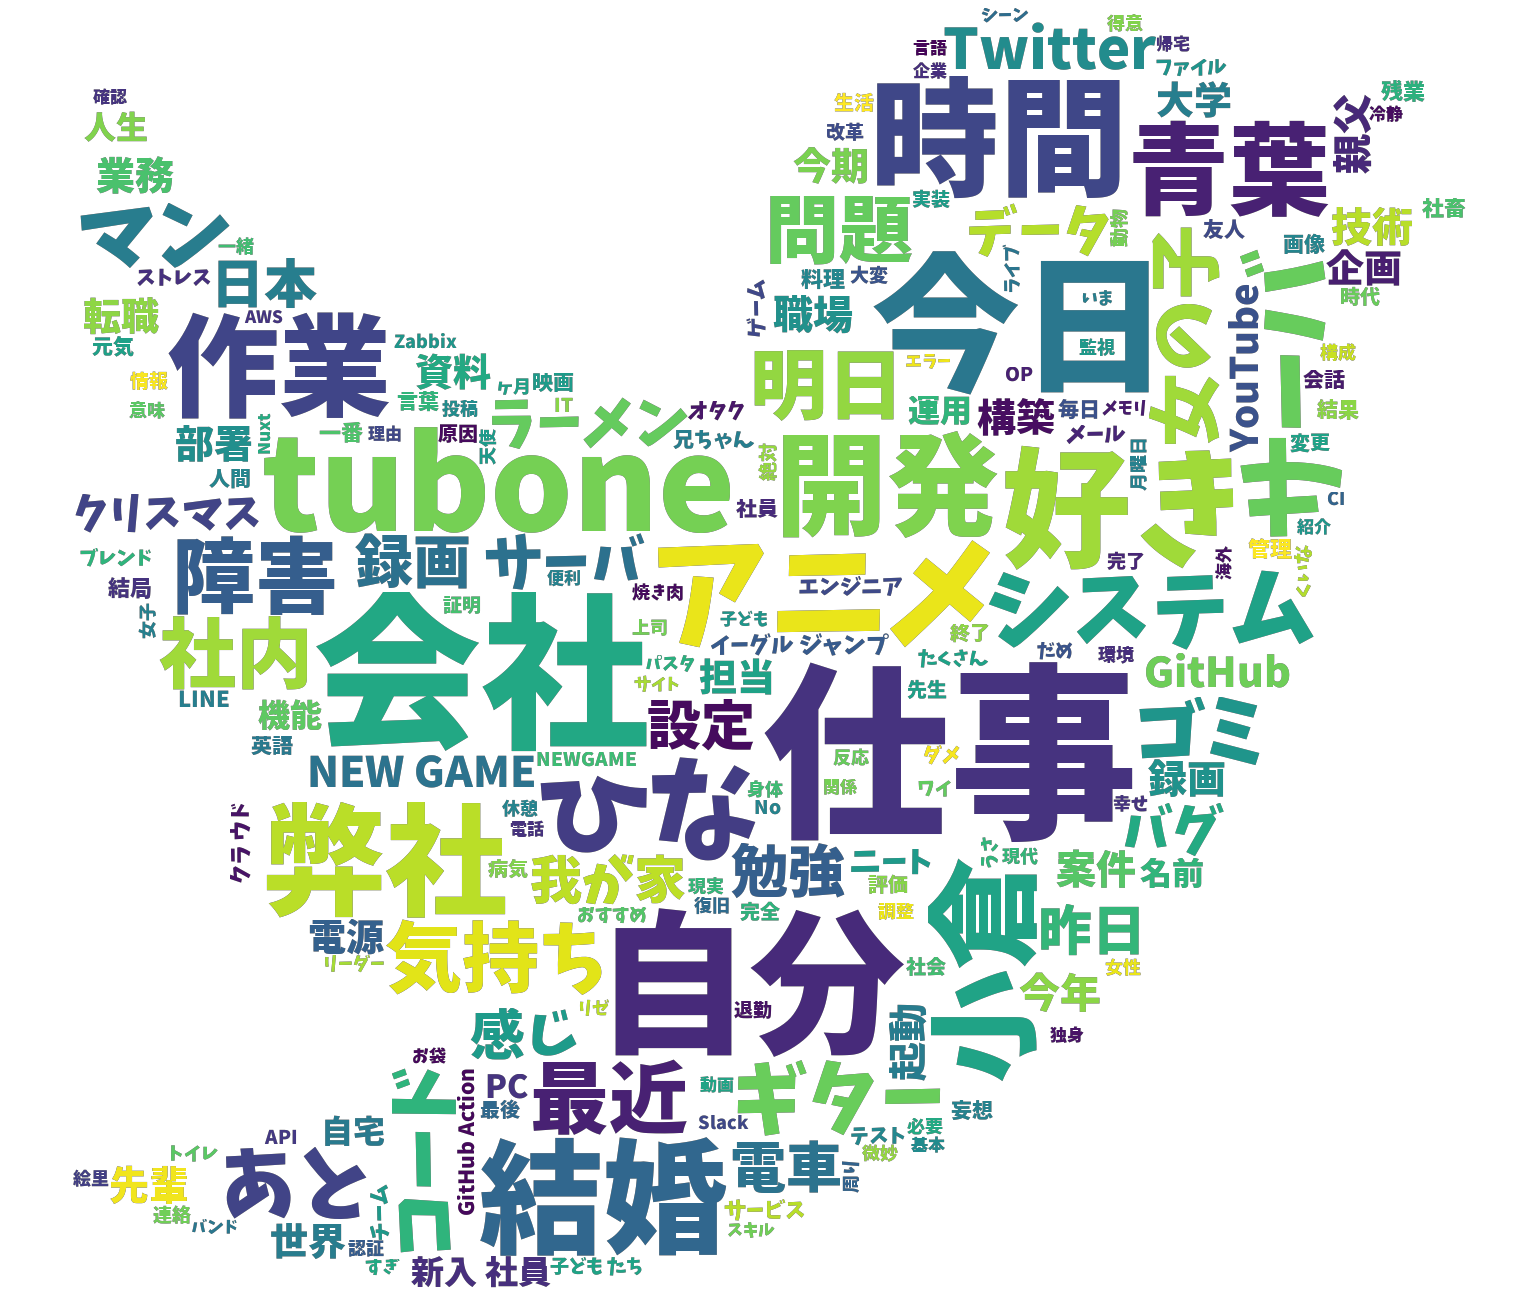 シーン
得意
Twitter
言語
帰宅
企業
ファイル
確認
生活
時間
大学
残業
冷静
人生
改革
青葉
親父
業務
今期
実装
社畜
マン
問題
データ
動物
友人
画像
技術
一緒
ストレス
日本
料理
大変
ライフ
今日
いま
女の子
バー
企画
時代
転職
AWS
ゲーム
職場
YouTube
元気
作業
Zabbix
明日
エラー
監視
構成
情報
資料
ヶ月
映画
OP
会話
意味
言葉
投稿
IT
ラーメン
オタク
運用
構築
毎日
メモリ
結果
部署
Nuxt
一番
理由
原因
天使
兄ちゃん
メール
変更
人間
tubone
絶対
開発
好き
月曜日
サ
クリスマス
社員
CI
紹介
ブレンド
障害
録画
サーバ
便利
アニメ
完了
海外
管理
いいな
結局
焼き肉
エンジニア
システム
女子
証明
子ども
社内
会社
上司
イーグル ジャンプ
終了
だめ
環境
たくさん
パスタ
担当
GitHub
LINE
サイト
先生
仕事
機能
設定
ゴミ
英語
反応
ダメ
NEW GAME
NEWGAME
身体
関係
ワイ
録画
クラウド
弊社
休憩
ひな
No
幸せ
電話
バグ
勉強
ニート
うさ
現代
案件
名前
病気
我が家
現実
評価
小倉
復旧
完全
調整
おすすめ
昨日
電源
気持ち
自分
リーダー
社会
女性
今年
リゼ
退勤
起動
独身
感じ
お袋
シート
PC
最近
動画
ギター
最後
Slack
妄想
GitHub Action
必要
API
自宅
テスト
基本
トイレ
あと
結婚
電車
微妙
周り
絵里
先輩
連絡
サービス
バンド
チーム
コ
スキル
世界
認証
すぎ
新入 社員
子ども たち